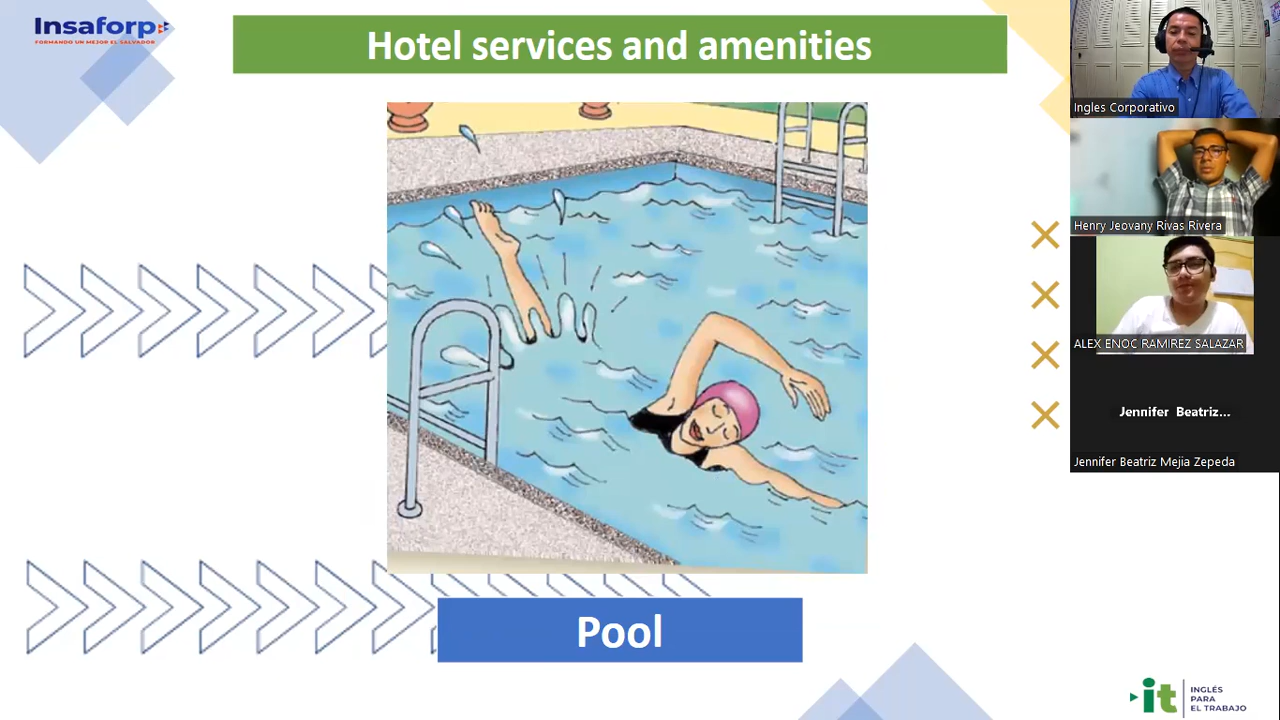 Insaforp
FORMANDO UN MEJOR EL SALVADOR
Hotel services and amenities
Pool
it
INGLÉS
PARA
EL TRABAJO
Ingles Corporativo
Henry Jeovany Rivas Rivera
ALEX ENOC RAMIREZ SALAZAR
Jennifer Beatriz...
Jennifer Beatriz Mejia Zepeda